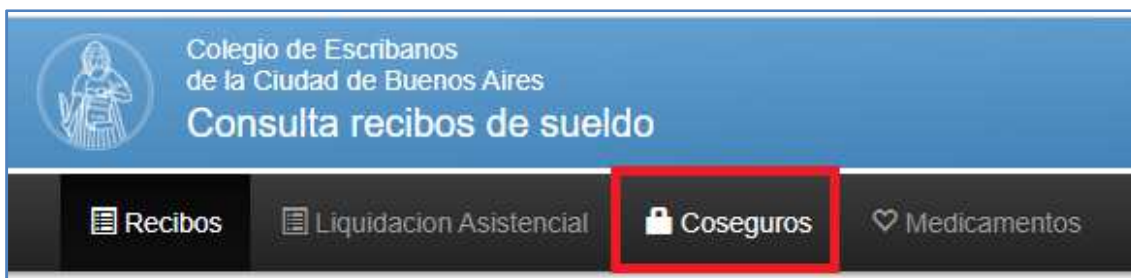 Colegio de Escribanos
de la Ciudad de Buenos Aires
Consulta recibos de sueldo
Recibos Liquidacion Asistencial Coseguros Medicamentos